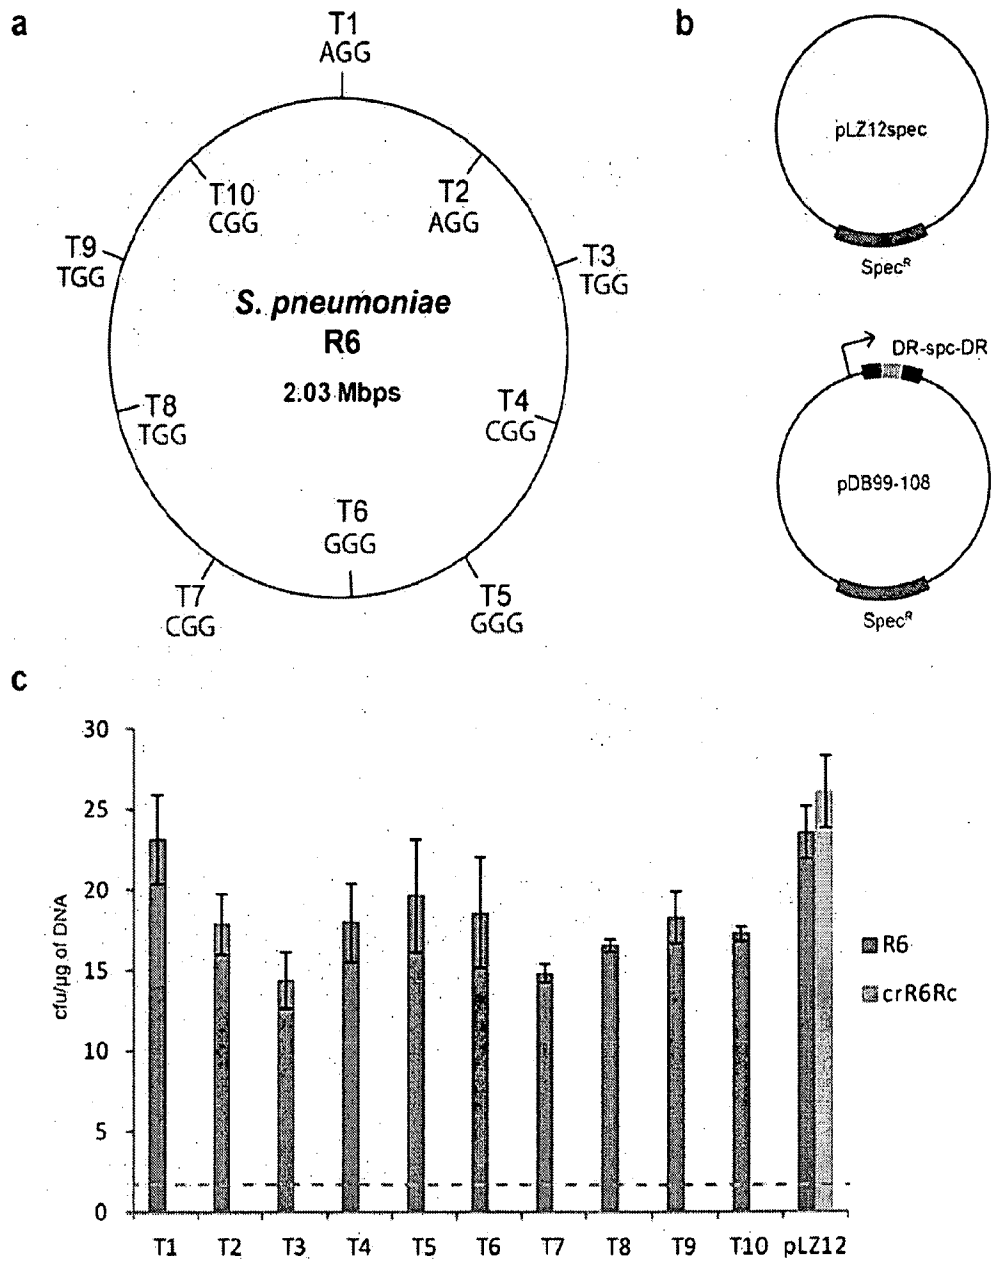 a
T1
AGG
T2
AGG
T3
TGG
T4
CGG
T5
GGG
T6
GGG
T7
CGG
T8
TGG
T9
TGG
T10
CGG
S. pneumoniae
R6
2.03 Mbps
b
pLZ12spec
Spec^R
DR-spc-DR
pDB99-108
Spec^R
c
cfu/µg of DNA
30
25
20
15
10
5
0
T1 T2 T3 T4 T5 T6 T7 T8 T9 T10 pLZ12
R6
crR6Rc